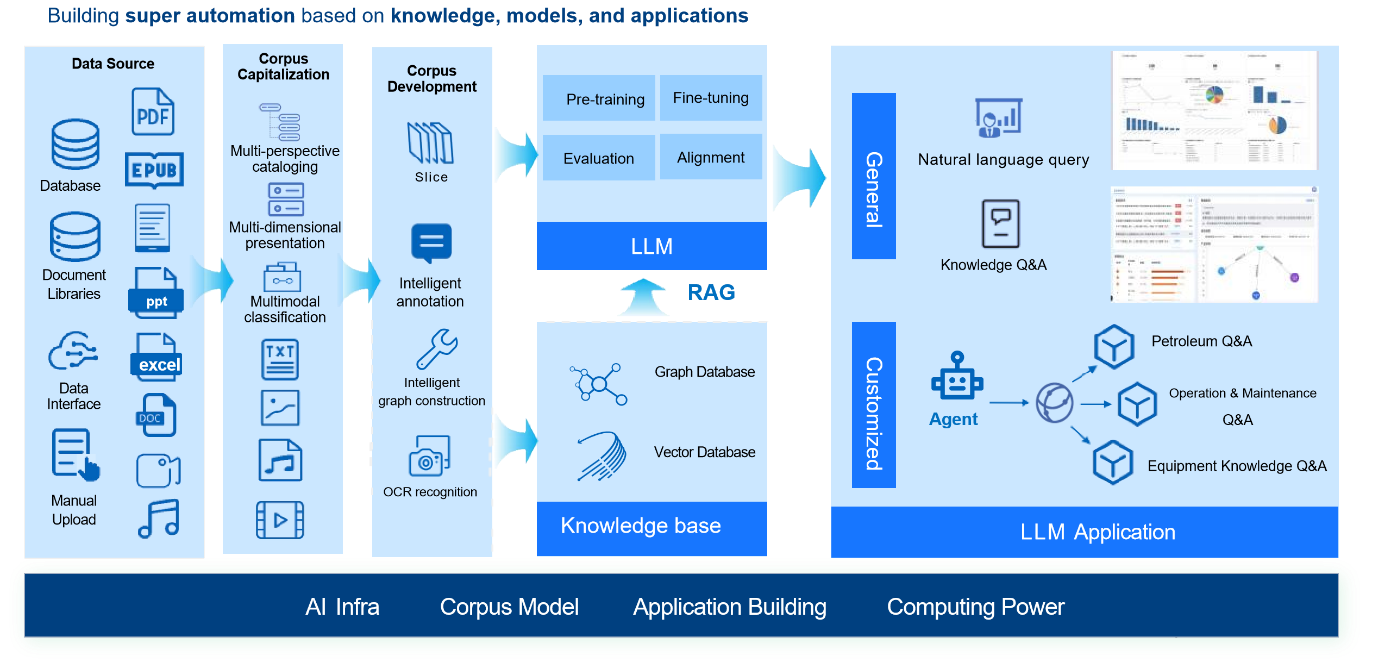 Building super automation based on knowledge, models, and applications
Data Source
Database
Document
Libraries
Data
Interface
Manual
Upload
PDF
EPUB
ppt
excel
DOC
Corpus
Capitalization
Multi-perspective
cataloging
Multi-dimensional
presentation
Multimodal
classification
TXT
Corpus
Development
Slice
Intelligent
annotation
Intelligent
graph construction
OCR recognition
Pre-training
Fine-tuning
Evaluation
Alignment
LLM
RAG
Graph Database
Vector Database
Knowledge base
General
Natural language query
Knowledge Q&A
Customized
Agent
Petroleum Q&A
Operation & Maintenance
Q&A
Equipment Knowledge Q&A
LLM Application
AI Infra
Corpus Model
Application Building
Computing Power